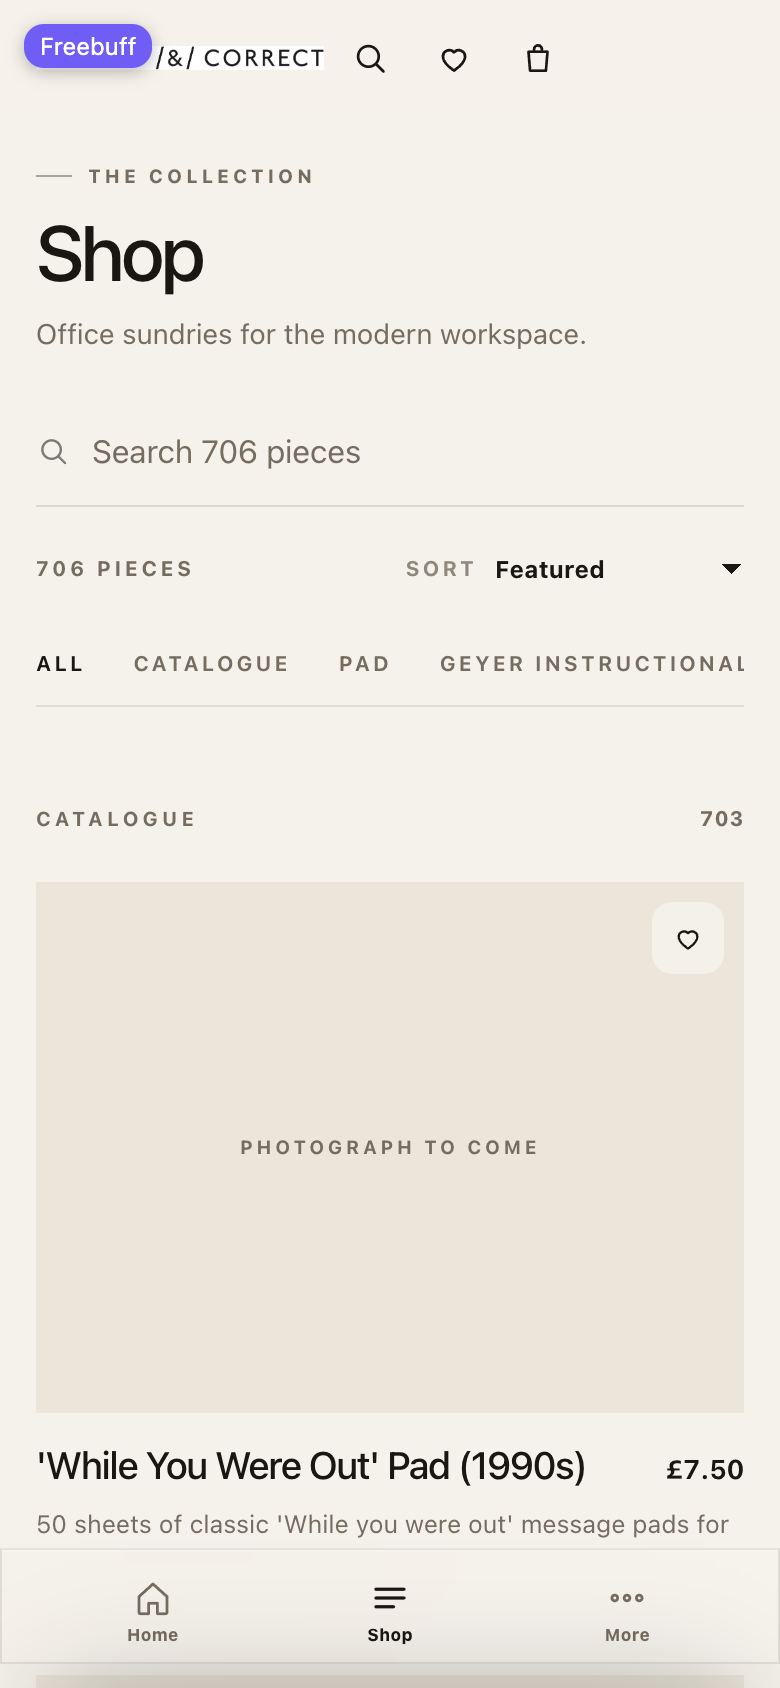 Freebuff
/&/ CORRECT
THE COLLECTION
Shop
Office sundries for the modern workspace.
Search 706 pieces
706 PIECES
SORT Featured
ALL CATALOGUE PAD GEYER INSTRUCTIONAL
CATALOGUE 703
PHOTOGRAPH TO COME
'While You Were Out' Pad (1990s) £7.50
50 sheets of classic 'While you were out' message pads for
Home Shop More